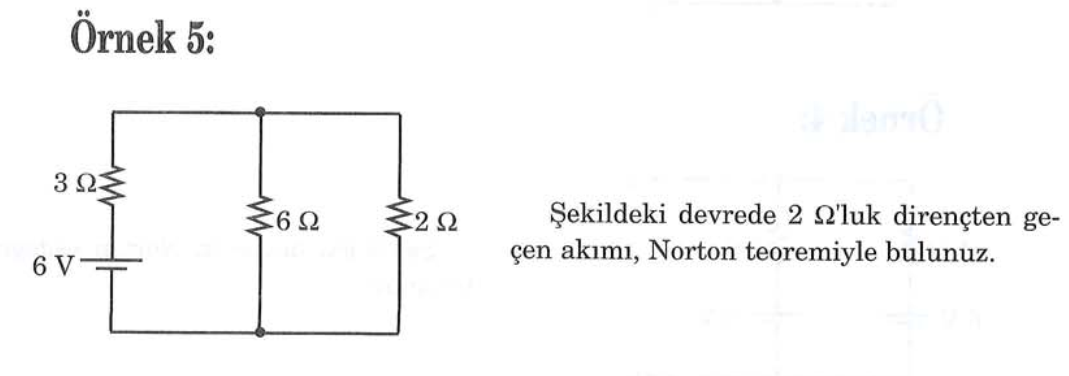 Örnek 5:
3 Ω
6 Ω
2 Ω
6 V
Şekildeki devrede 2 Ω'luk dirençten ge-
çen akımı, Norton teoremiyle bulunuz.